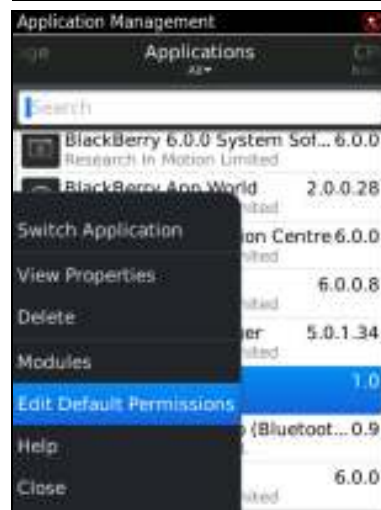 Application Management
Applications
All
Search
BlackBerry 6.0.0 System Sof... 6.0.0
Research In Motion Limited
BlackBerry App World 2.0.0.28
Switch Application
ion Centre 6.0.0
View Properties
6.0.0.8
Delete
er 5.0.1.34
Modules
1.0
Edit Default Permissions
(Bluetoot... 0.9
Help
6.0.0
Close